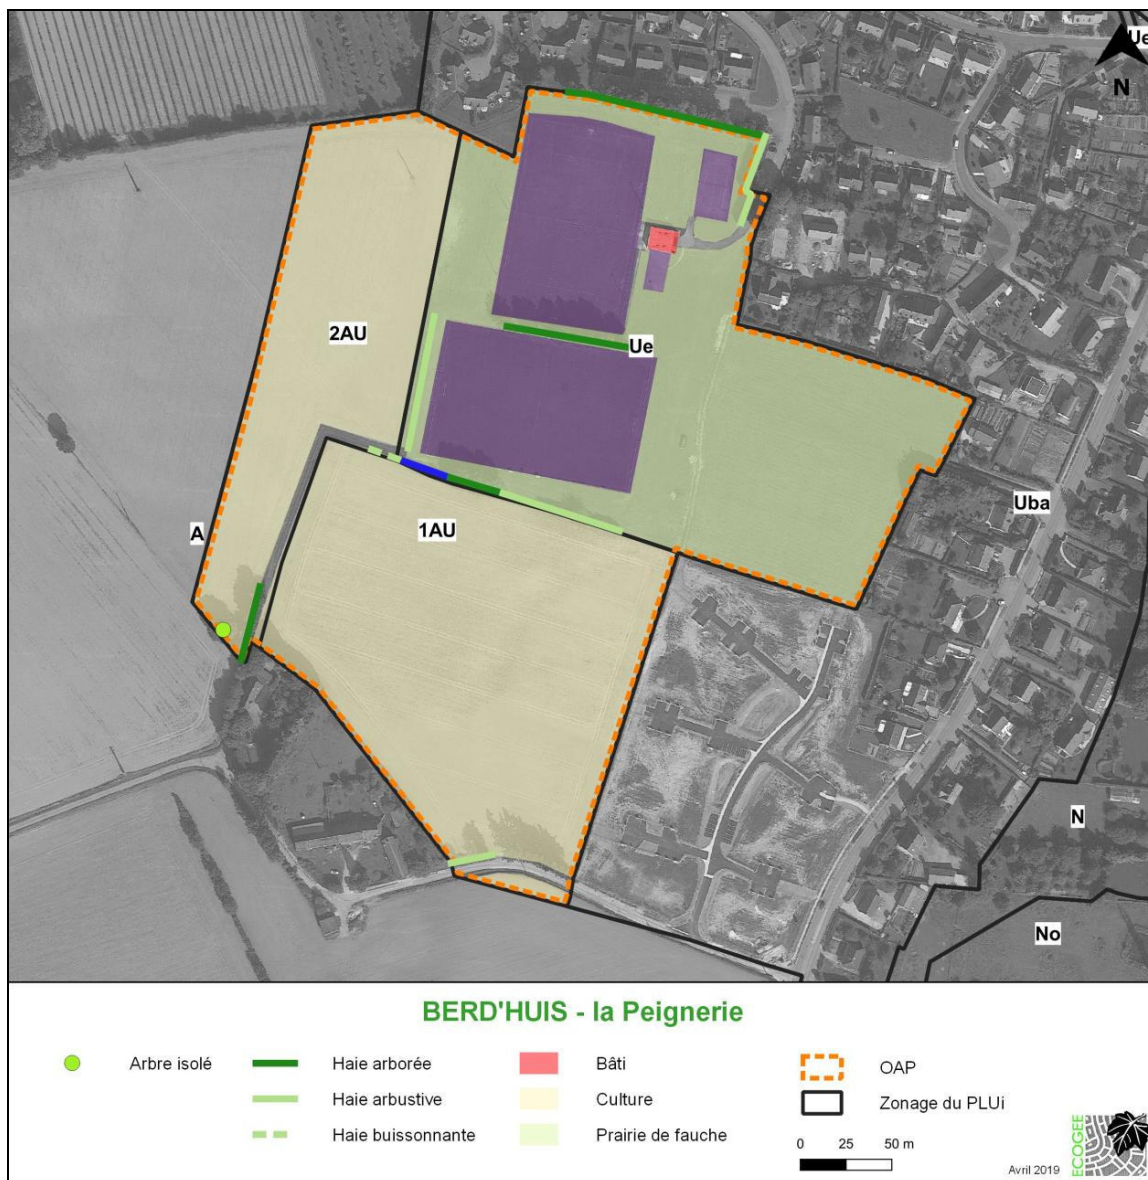 Ue
N
2AU
Ue
Uba
A
1AU
N
No
BERD'HUIS - la Peignerie
Arbre isolé
Haie arborée
Haie arbustive
Haie buissonnante
Bâti
Culture
Prairie de fauche
OAP
Zonage du PLUi
0 25 50 m
Avril 2019
ECOGEE